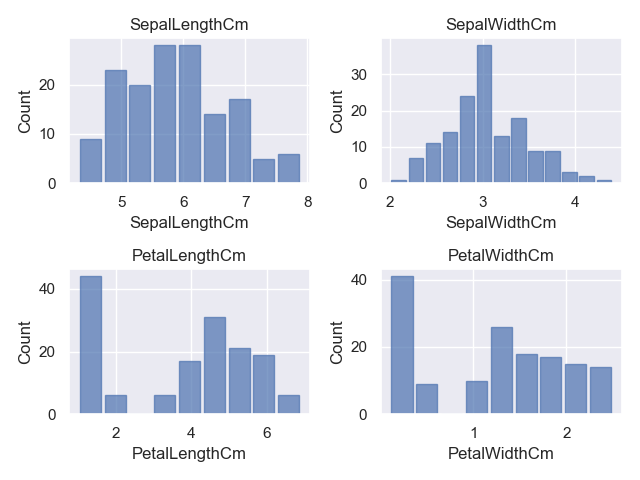 SepalLengthCm
Count
20
10
0
5
6
7
8
SepalLengthCm
SepalWidthCm
Count
30
20
10
0
2
3
4
SepalWidthCm
PetalLengthCm
Count
40
20
0
2
4
6
PetalLengthCm
PetalWidthCm
Count
40
20
0
1
2
PetalWidthCm